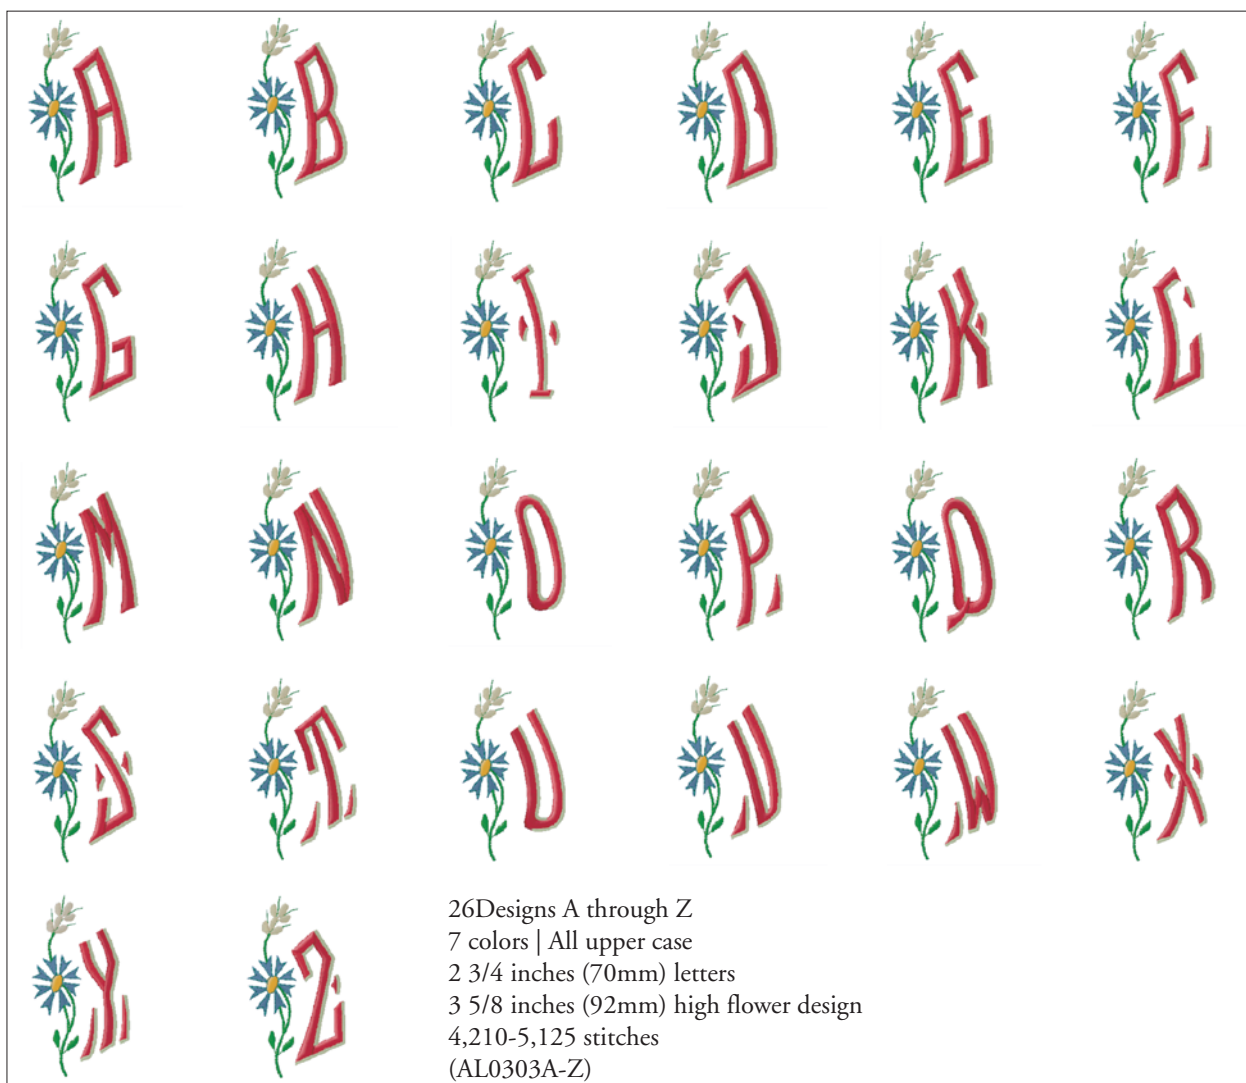 A B C D E F
G H I J K L
M N O P Q R
S T U V W X
Y Z
26Designs A through Z
7 colors | All upper case
2 3/4 inches (70mm) letters
3 5/8 inches (92mm) high flower design
4,210-5,125 stitches
(AL0303A-Z)